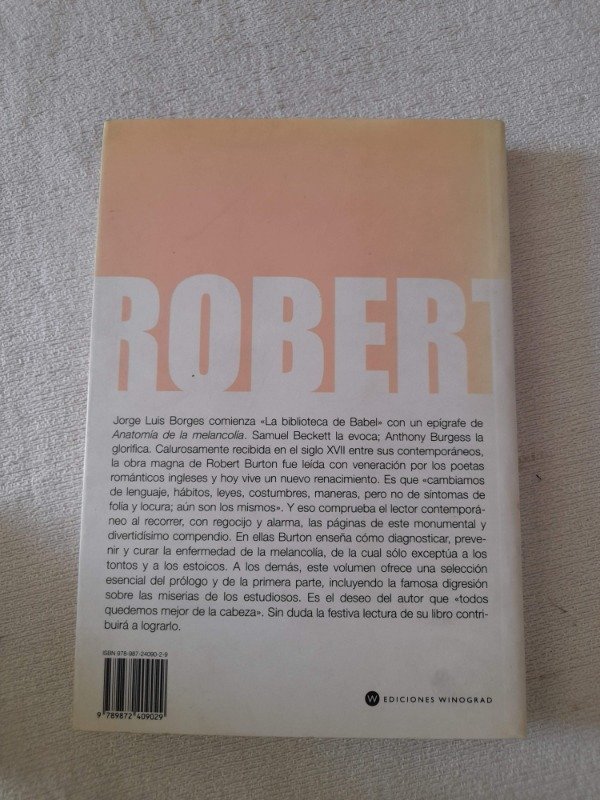 ROBERT
Jorge Luis Borges comienza «La biblioteca de Babel» con un epígrafe de
Anatomía de la melancolía. Samuel Beckett la evoca; Anthony Burgess la
glorifica. Calurosamente recibida en el siglo XVII entre sus contemporáneos,
la obra magna de Robert Burton fue leída con veneración por los poetas
románticos ingleses y hoy vive un nuevo renacimiento. Es que «cambiamos
de lenguaje, hábitos, leyes, costumbres, maneras, pero no de síntomas de
folía y locura; aún son los mismos». Y eso comprueba el lector contemporá-
neo al recorrer, con regocijo y alarma, las páginas de este monumental y
divertidísimo compendio. En ellas Burton enseña cómo diagnosticar, preve-
nir y curar la enfermedad de la melancolía, de la cual sólo exceptúa a los
tontos y a los estoicos. A los demás, este volumen ofrece una selección
esencial del prólogo y de la primera parte, incluyendo la famosa digresión
sobre las miserias de los estudiosos. Es el deseo del autor que «todos
quedemos mejor de la cabeza». Sin duda la festiva lectura de su libro contri-
buirá a lograrlo.
ISBN 978-987-24090-2-9
9 789872 409029
W EDICIONES WINOGRAD